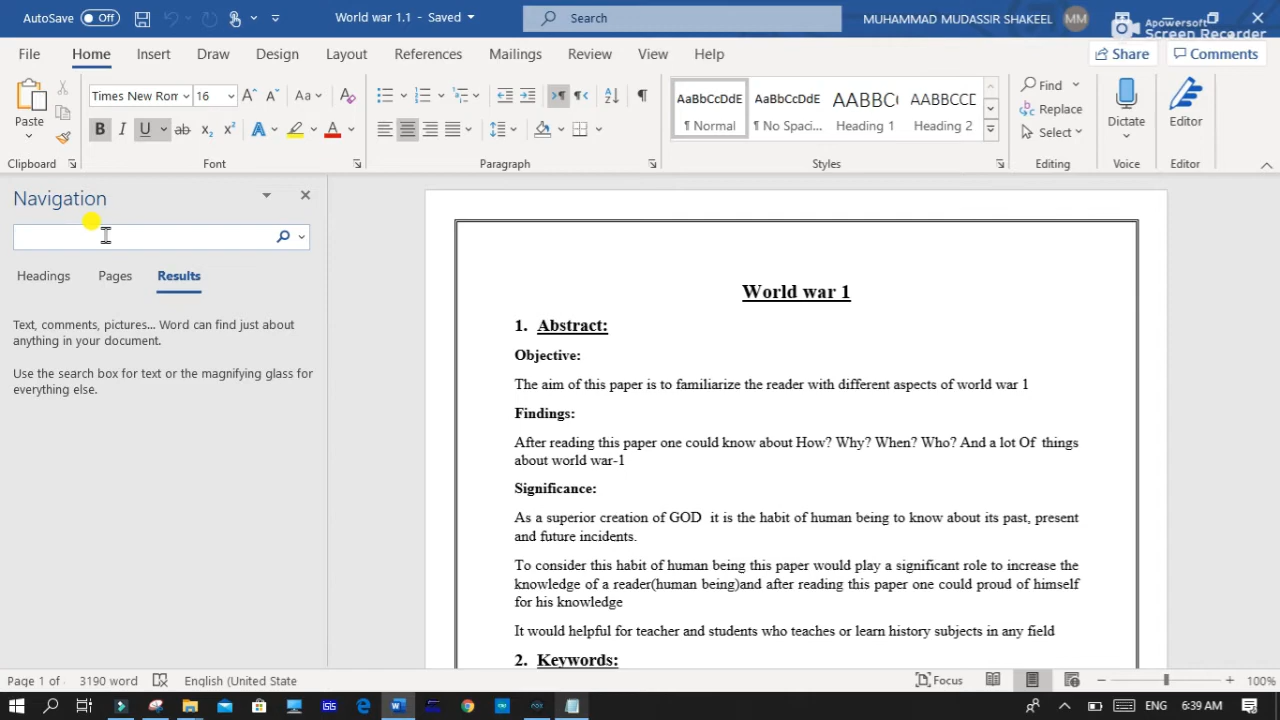 AutoSave Off World war 1.1 - Saved Search MUHAMMAD MUDASSIR SHAKEEL MM
Apowersoft
Screen Recorder
File Home Insert Draw Design Layout References Mailings Review View Help Share Comments
Paste Times New Rom 16 Aa AaBbCcDdE AaBbCcDdE AABBC AABBCCE Find
¶ Normal ¶ No Spaci... Heading 1 Heading 2 Replace
Select Dictate Editor
Clipboard Font Paragraph Styles Editing Voice Editor
Navigation
Headings Pages Results
Text, comments, pictures... Word can find just about
anything in your document.
Use the search box for text or the magnifying glass for
everything else.
World war 1
1. Abstract:
Objective:
The aim of this paper is to familiarize the reader with different aspects of world war 1
Findings:
After reading this paper one could know about How? Why? When? Who? And a lot Of things
about world war-1
Significance:
As a superior creation of GOD it is the habit of human being to know about its past, present
and future incidents.
To consider this habit of human being this paper would play a significant role to increase the
knowledge of a reader(human being)and after reading this paper one could proud of himself
for his knowledge
It would helpful for teacher and students who teaches or learn history subjects in any field
2. Keywords:
Page 1 of 3190 word English (United State Focus 100%
ENG 6:39 AM